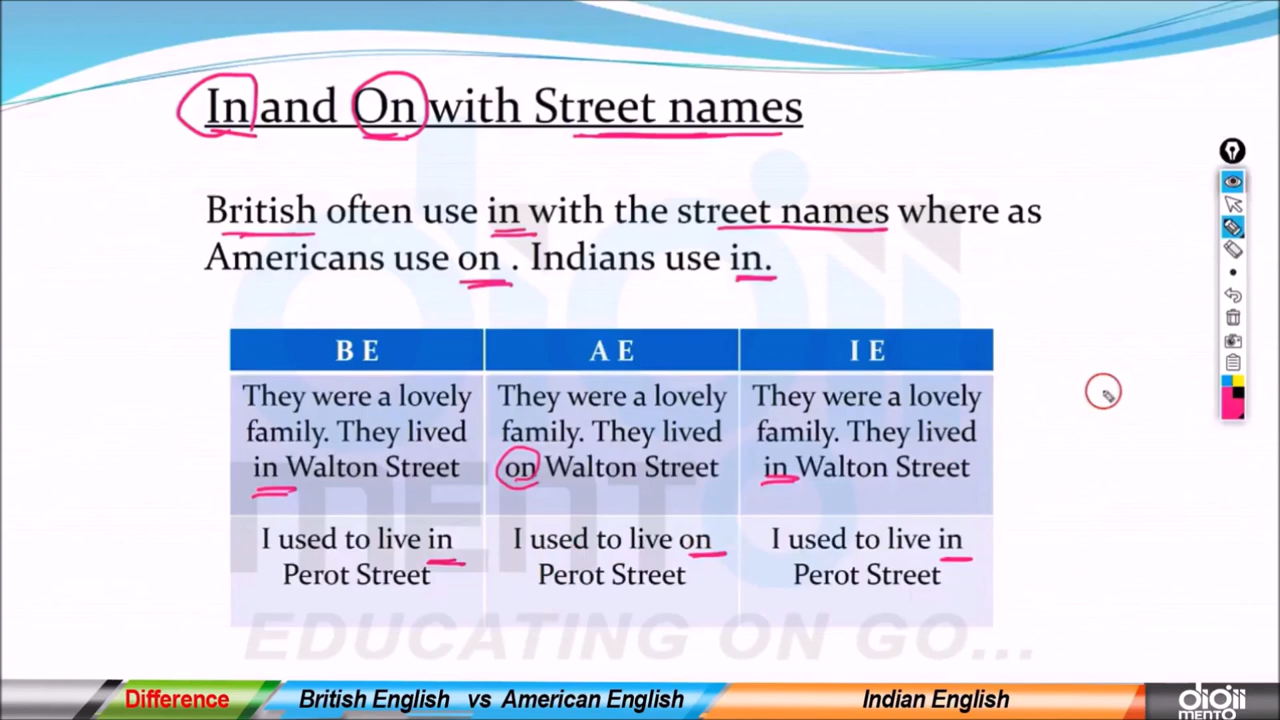 In and On with Street names
British often use in with the street names where as
Americans use on . Indians use in.
B E
A E
I E
They were a lovely
family. They lived
in Walton Street
They were a lovely
family. They lived
on Walton Street
They were a lovely
family. They lived
in Walton Street
I used to live in
Perot Street
I used to live on
Perot Street
I used to live in
Perot Street
digii
MENTO
EDUCATING ON GO...
Difference
British English vs American English
Indian English
digii
MENTO